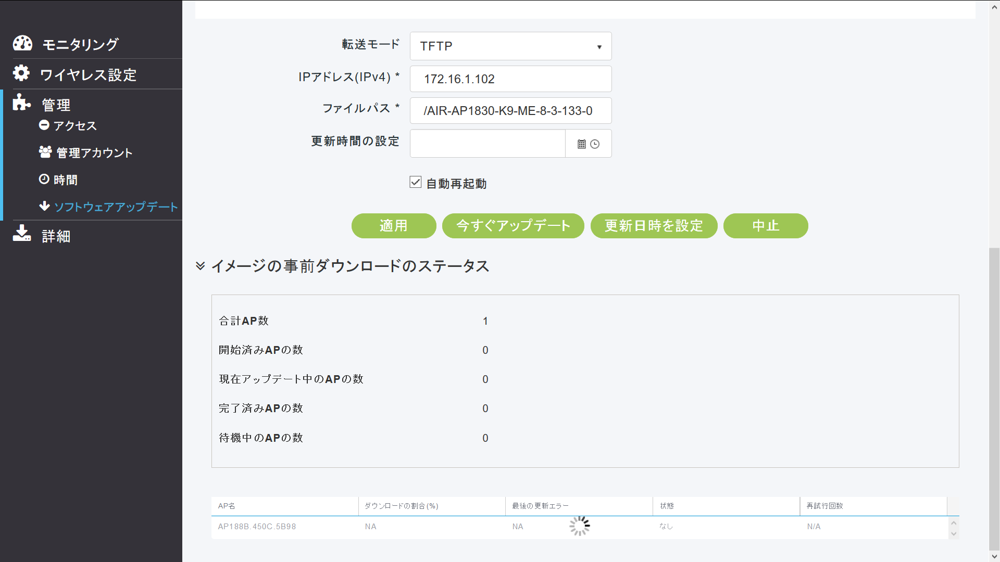 モニタリング
ワイヤレス設定
管理
アクセス
管理アカウント
時間
ソフトウェアアップデート
詳細
転送モード TFTP
IPアドレス(IPv4) * 172.16.1.102
ファイルパス * /AIR-AP1830-K9-ME-8-3-133-0
更新時間の設定
自動再起動
適用 今すぐアップデート 更新日時を設定 中止
イメージの事前ダウンロードのステータス
合計AP数 1
開始済みAPの数 0
現在アップデート中のAPの数 0
完了済みAPの数 0
待機中のAPの数 0
AP名 ダウンロードの割合(%) 最後の更新エラー 状態 再試行回数
AP188B.450C.5B98 NA NA なし N/A